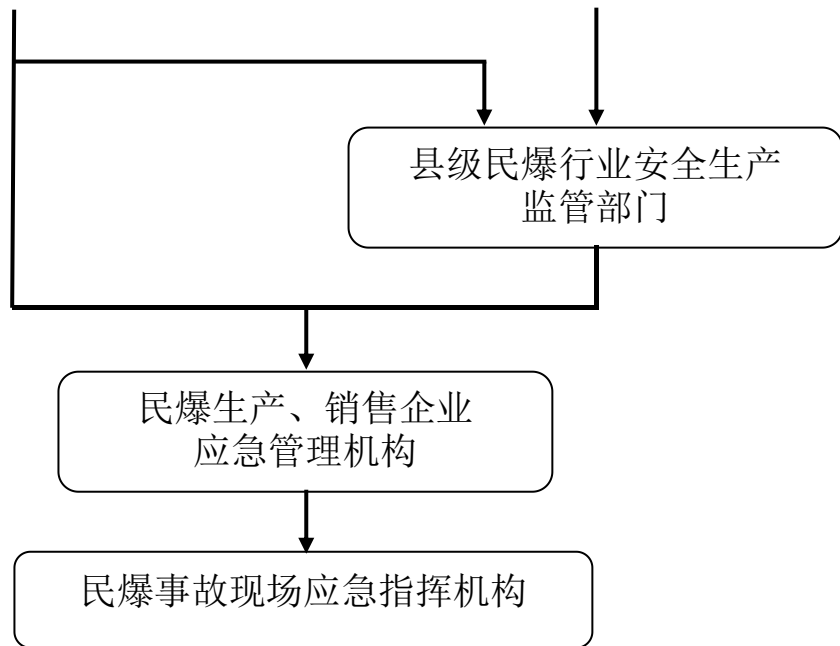 县级民爆行业安全生产
监管部门
民爆生产、销售企业
应急管理机构
民爆事故现场应急指挥机构